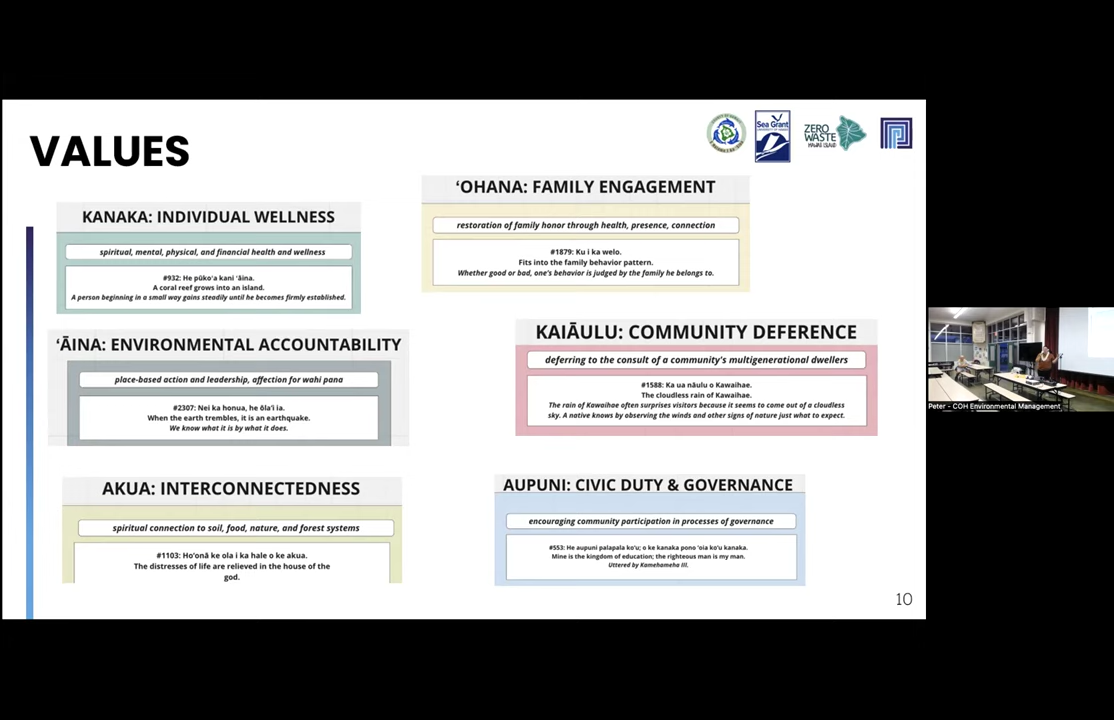 VALUES
Sea Grant
ZERO
WASTE
HAWAI‘I ISLAND
KANAKA: INDIVIDUAL WELLNESS
spiritual, mental, physical, and financial health and wellness
#932: He pūko‘a kani ‘āina.
A coral reef grows into an island.
A person beginning in a small way gains steadily until he becomes firmly established.
‘OHANA: FAMILY ENGAGEMENT
restoration of family honor through health, presence, connection
#1879: Ku i ka welo.
Fits into the family behavior pattern.
Whether good or bad, one's behavior is judged by the family he belongs to.
‘ĀINA: ENVIRONMENTAL ACCOUNTABILITY
place-based action and leadership, affection for wahi pana
#2307: Nei ka honua, he ōla‘i ia.
When the earth trembles, it is an earthquake.
We know what it is by what it does.
KAIĀULU: COMMUNITY DEFERENCE
deferring to the consult of a community's multigenerational dwellers
#1588: Ka ua nāulu o Kawaihae.
The cloudless rain of Kawaihae.
The rain of Kawaihae often surprises visitors because it seems to come out of a cloudless
sky. A native knows by observing the winds and other signs of nature just what to expect.
AKUA: INTERCONNECTEDNESS
spiritual connection to soil, food, nature, and forest systems
#1103: Ho‘onā ke ola i ka hale o ke akua.
The distresses of life are relieved in the house of the
god.
AUPUNI: CIVIC DUTY & GOVERNANCE
encouraging community participation in processes of governance
#553: He aupuni palapala ko‘u; o ke kanaka pono ‘oia ko‘u kanaka.
Mine is the kingdom of education; the righteous man is my man.
Uttered by Kamehameha III.
10
Peter - COH Environmental Management